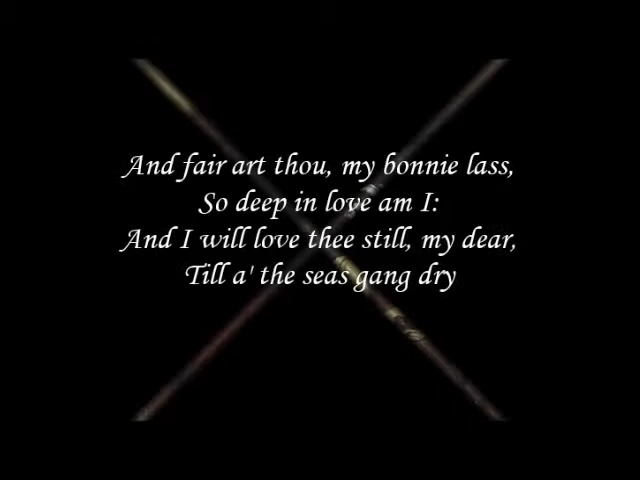 And fair art thou, my bonnie lass,
So deep in love am I:
And I will love thee still, my dear,
Till a' the seas gang dry